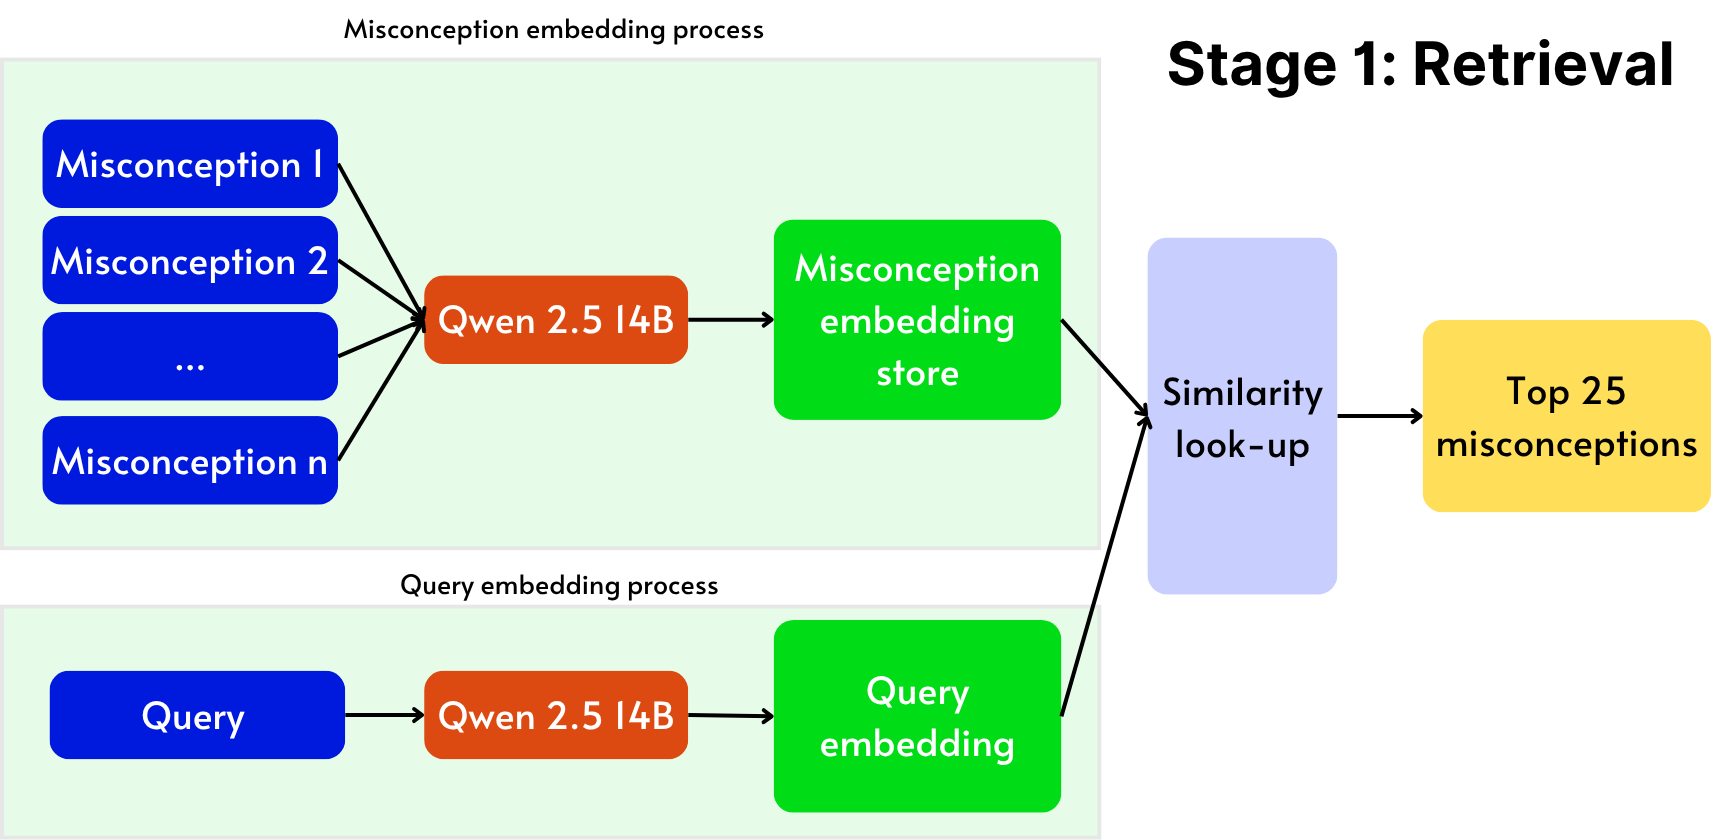 Misconception embedding process
Stage 1: Retrieval
Misconception 1
Misconception 2
...
Misconception n
Qwen 2.5 14B
Misconception
embedding
store
Similarity
look-up
Top 25
misconceptions
Query embedding process
Query
Qwen 2.5 14B
Query
embedding